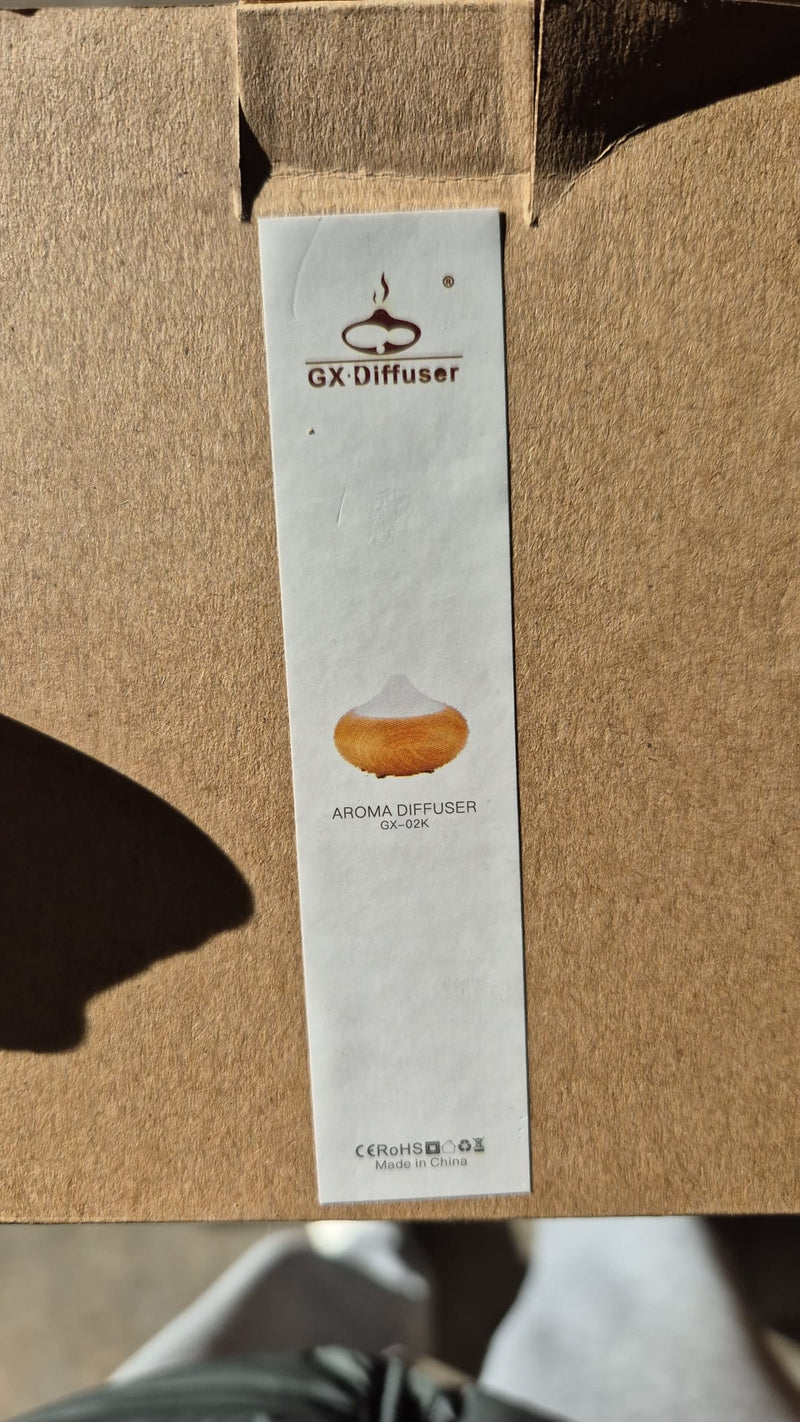 ®
GX·Diffuser
AROMA DIFFUSER
GX-02K
CE RoHS
Made in China